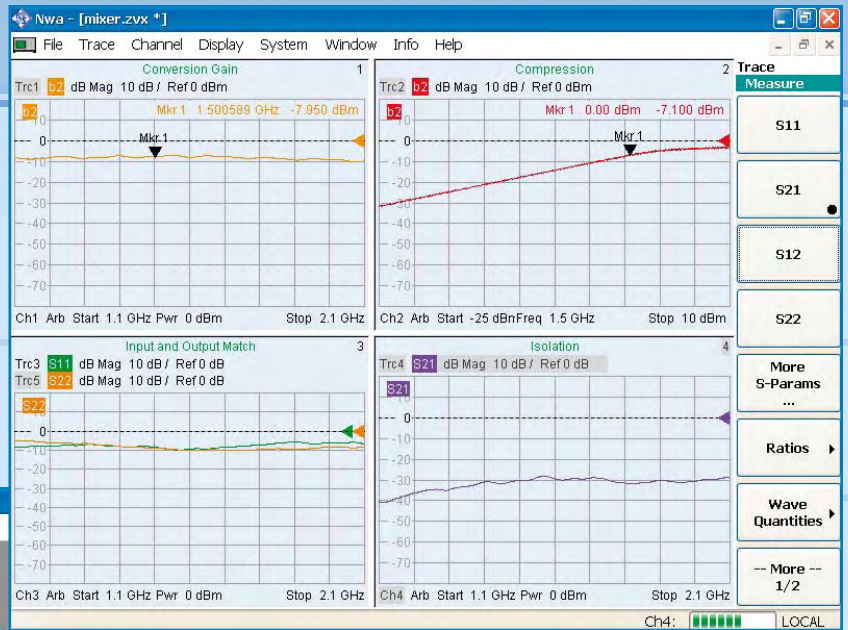 Nwa - [mixer.zvx *]
File Trace Channel Display System Window Info Help
Conversion Gain 1
Trc1 b2 dB Mag 10 dB/ Ref 0 dBm
b2 Mkr 1 1.500589 GHz -7.950 dBm
Mkr 1
0
-10
-20
-30
-40
-50
-60
-70
Ch1 Arb Start 1.1 GHz Pwr 0 dBm Stop 2.1 GHz
Compression 2
Trc2 b2 dB Mag 10 dB/ Ref 0 dBm
b2 Mkr 1 0.00 dBm -7.100 dBm
Mkr 1
0
-10
-20
-30
-40
-50
-60
-70
Ch2 Arb Start -25 dBm Freq 1.5 GHz Stop 10 dBm
Input and Output Match 3
Trc3 S11 dB Mag 10 dB/ Ref 0 dB
Trc5 S22 dB Mag 10 dB/ Ref 0 dB
S22
0
-10
-20
-30
-40
-50
-60
-70
Ch3 Arb Start 1.1 GHz Pwr 0 dBm Stop 2.1 GHz
Isolation 4
Trc4 S21 dB Mag 10 dB/ Ref 0 dB
S21
0
-10
-20
-30
-40
-50
-60
-70
Ch4 Arb Start 1.1 GHz Pwr 0 dBm Stop 2.1 GHz
Trace
Measure
S11
S21
S12
S22
More
S-Params
...
Ratios
Wave
Quantities
-- More --
1/2
Ch4: LOCAL